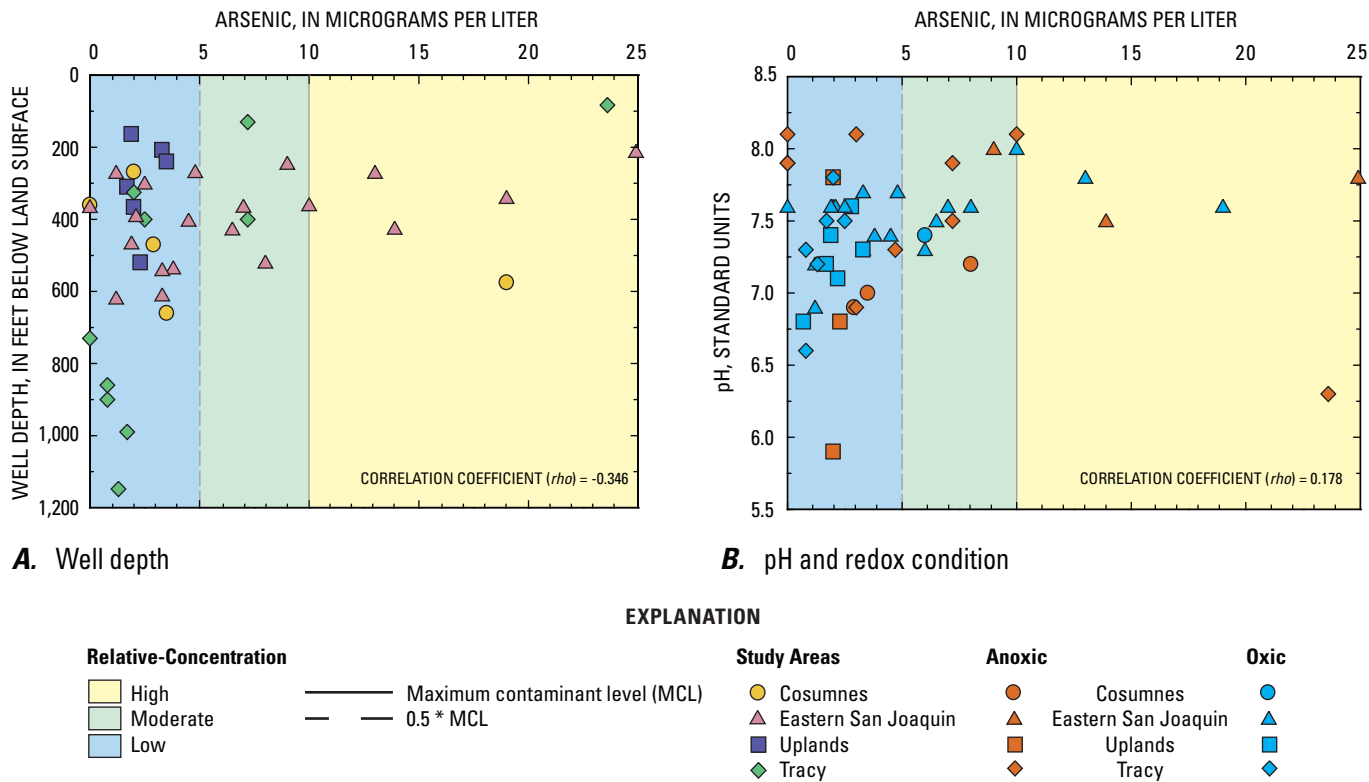 ARSENIC, IN MICROGRAMS PER LITER
0 5 10 15 20 25
WELL DEPTH, IN FEET BELOW LAND SURFACE
0
200
400
600
800
1,000
1,200
CORRELATION COEFFICIENT (rho) = -0.346
A. Well depth
ARSENIC, IN MICROGRAMS PER LITER
0 5 10 15 20 25
pH, STANDARD UNITS
8.5
8.0
7.5
7.0
6.5
6.0
5.5
CORRELATION COEFFICIENT (rho) = 0.178
B. pH and redox condition
EXPLANATION
Relative-Concentration
High
Moderate
Low
Maximum contaminant level (MCL)
0.5 * MCL
Study Areas Anoxic Oxic
Cosumnes Cosumnes
Eastern San Joaquin Eastern San Joaquin
Uplands Uplands
Tracy Tracy